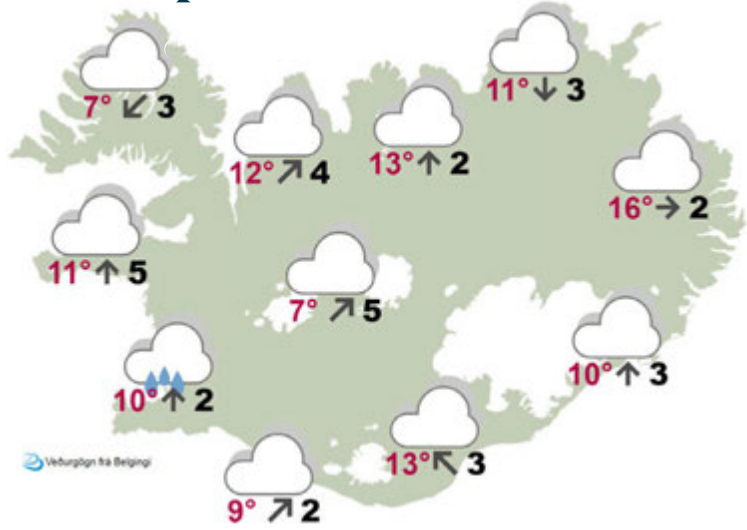 11° ↓ 3
7° ↙ 3
12° ↗ 4
13° ↑ 2
16° → 2
11° ↑ 5
7° ↗ 5
10° ↑ 3
10° ↑ 2
13° ↖ 3
Veðurgögn frá Belgingi
9° ↗ 2